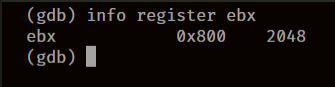 (gdb) info register ebx
ebx            0x800    2048
(gdb)